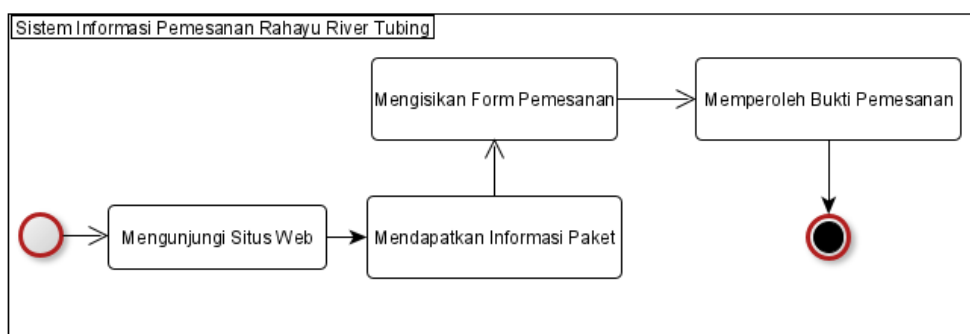 Sistem Informasi Pemesanan Rahayu River Tubing
Mengunjungi Situs Web
Mendapatkan Informasi Paket
Mengisikan Form Pemesanan
Memperoleh Bukti Pemesanan